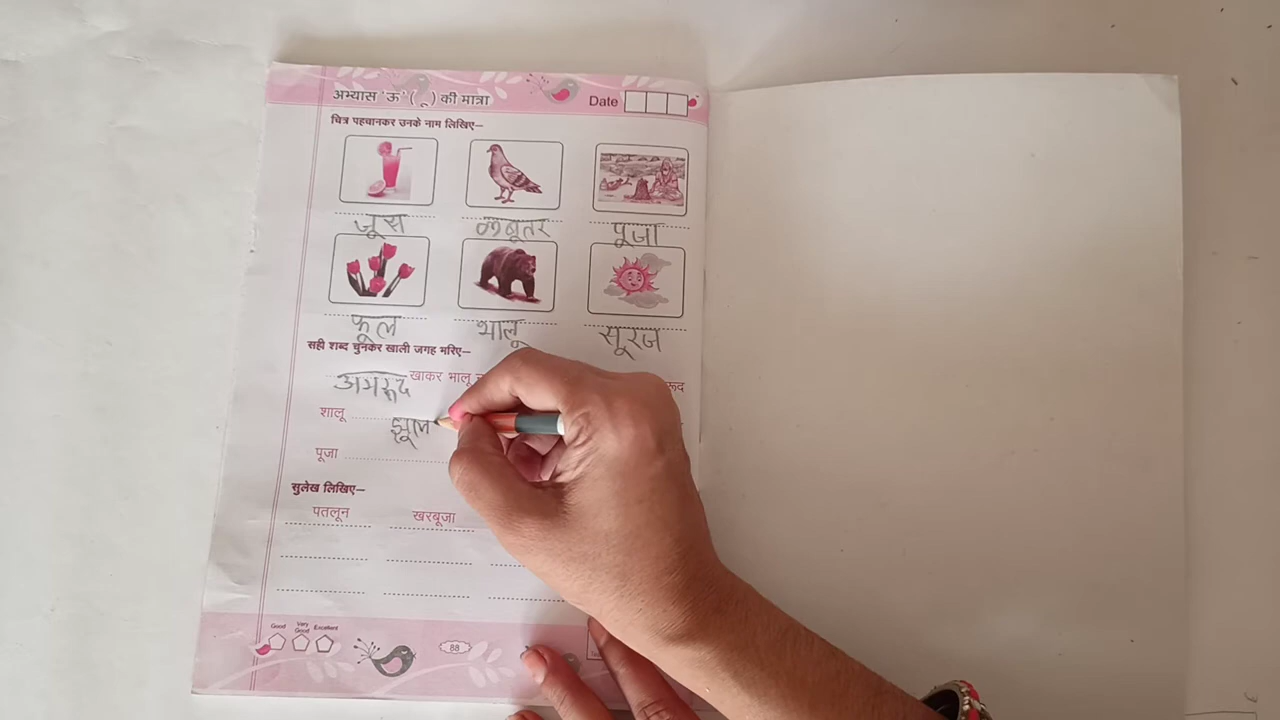 अभ्यास 'ऊ' ( ू ) की मात्रा
Date
चित्र पहचानकर उनके नाम लिखिए–
जूस कबूतर पूजा
फूल भालू सूरज
सही शब्द चुनकर खाली जगह भरिए–
अमरूद खाकर भालू
शालू झूल
पूजा
सुलेख लिखिए–
पतलून खरबूजा
Good Very Good Excellent
88